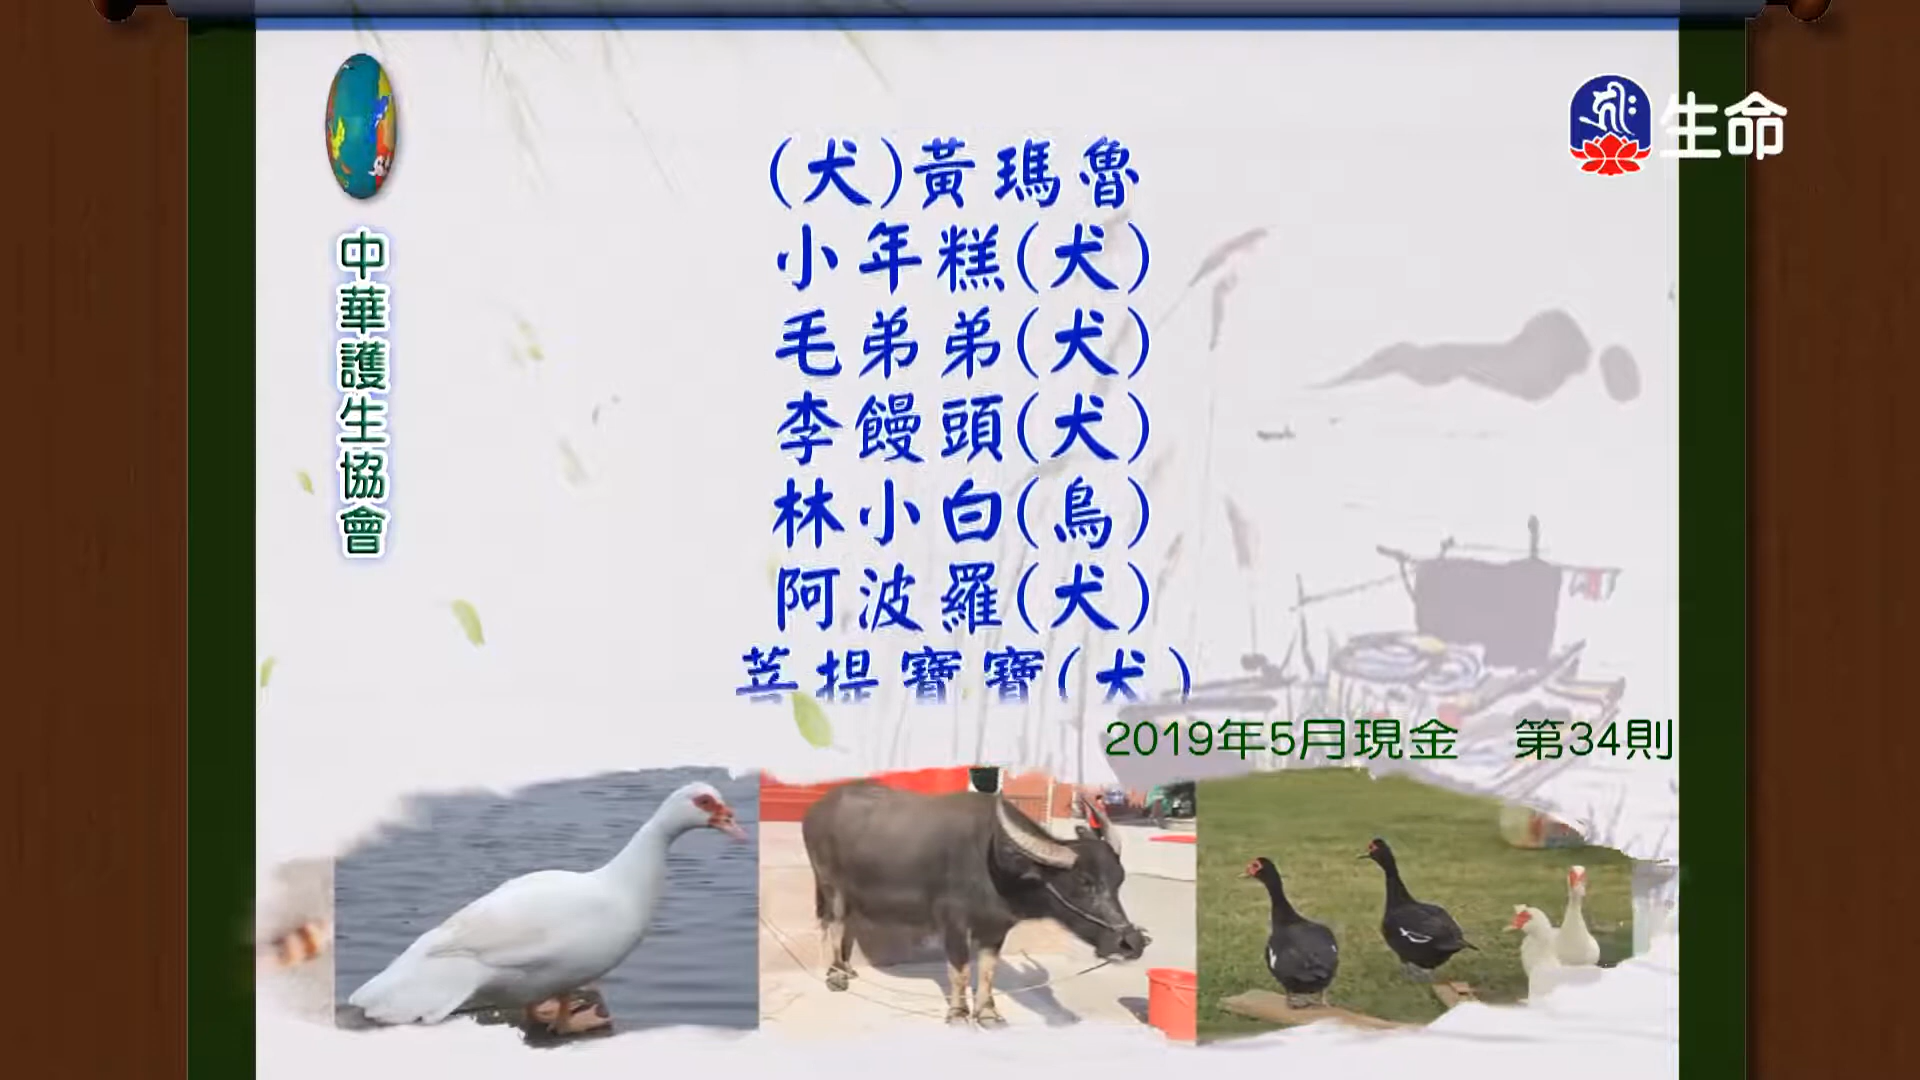 生命
中華護生協會
(犬)黃瑪魯
小年糕(犬)
毛弟弟(犬)
李饅頭(犬)
林小白(鳥)
阿波羅(犬)
菩提寶寶(犬)
2019年5月現金　第34則